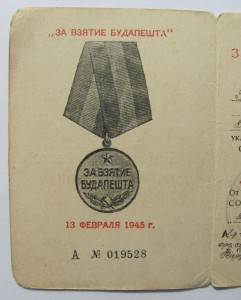 „ЗА ВЗЯТИЕ БУДАПЕШТА"
ЗА ВЗЯТИЕ
БУДАПЕШТА
13 ФЕВРАЛЯ 1945 г.
А № 019528